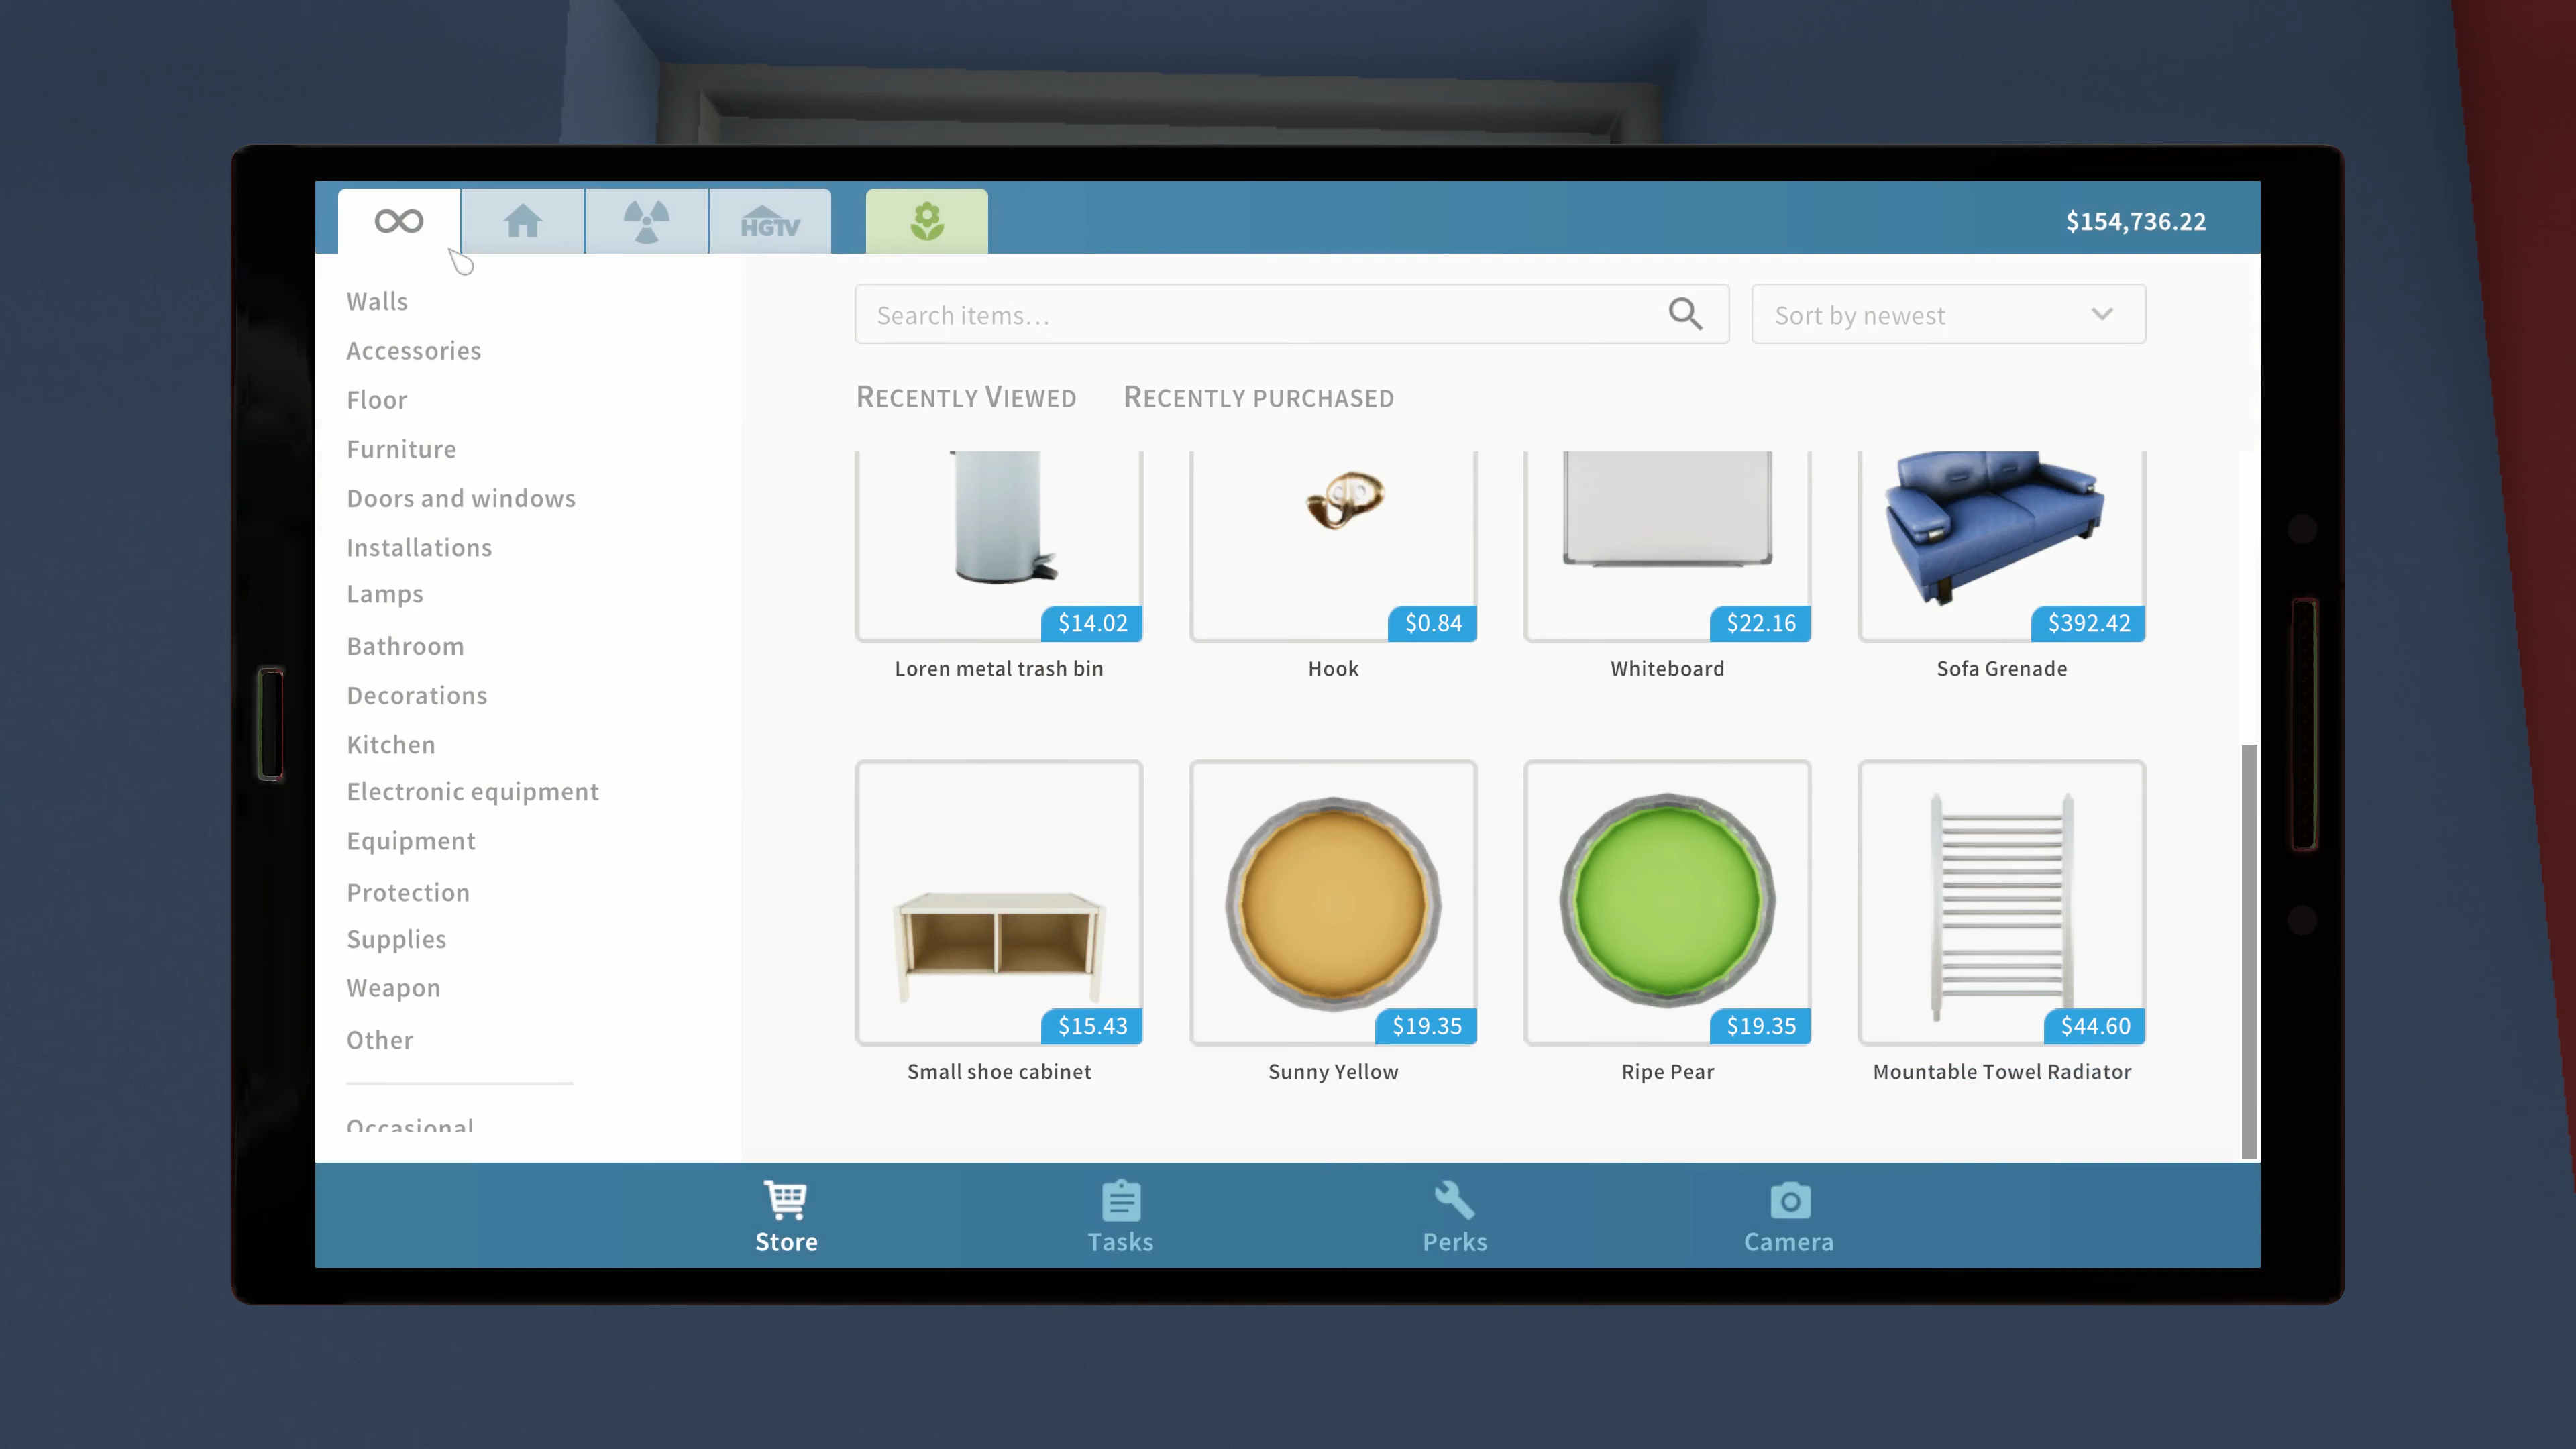 HGTV
$154,736.22
Walls
Accessories
Floor
Furniture
Doors and windows
Installations
Lamps
Bathroom
Decorations
Kitchen
Electronic equipment
Equipment
Protection
Supplies
Weapon
Other
Occasional
Search items...
Sort by newest
RECENTLY VIEWED
RECENTLY PURCHASED
$14.02
$0.84
$22.16
$392.42
Loren metal trash bin
Hook
Whiteboard
Sofa Grenade
$15.43
$19.35
$19.35
$44.60
Small shoe cabinet
Sunny Yellow
Ripe Pear
Mountable Towel Radiator
Store
Tasks
Perks
Camera